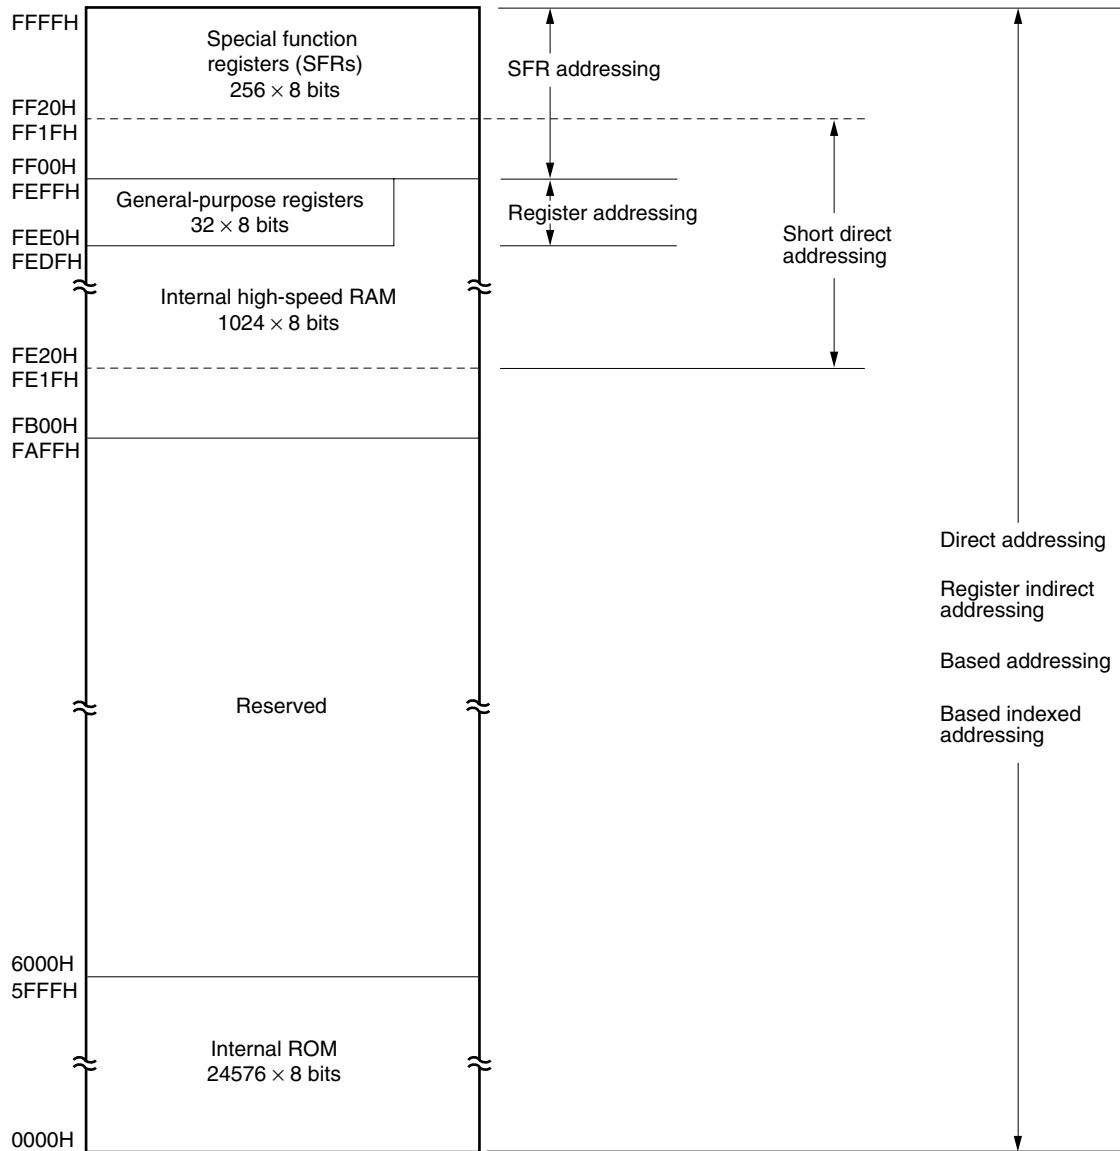 FFFFH
Special function
registers (SFRs)
256 × 8 bits
SFR addressing
FF20H
FF1FH
FF00H
FEFFH
General-purpose registers
32 × 8 bits
Register addressing
Short direct
addressing
FEE0H
FEDFH
Internal high-speed RAM
1024 × 8 bits
FE20H
FE1FH
FB00H
FAFFH
Direct addressing
Register indirect
addressing
Based addressing
Based indexed
addressing
Reserved
6000H
5FFFH
Internal ROM
24576 × 8 bits
0000H